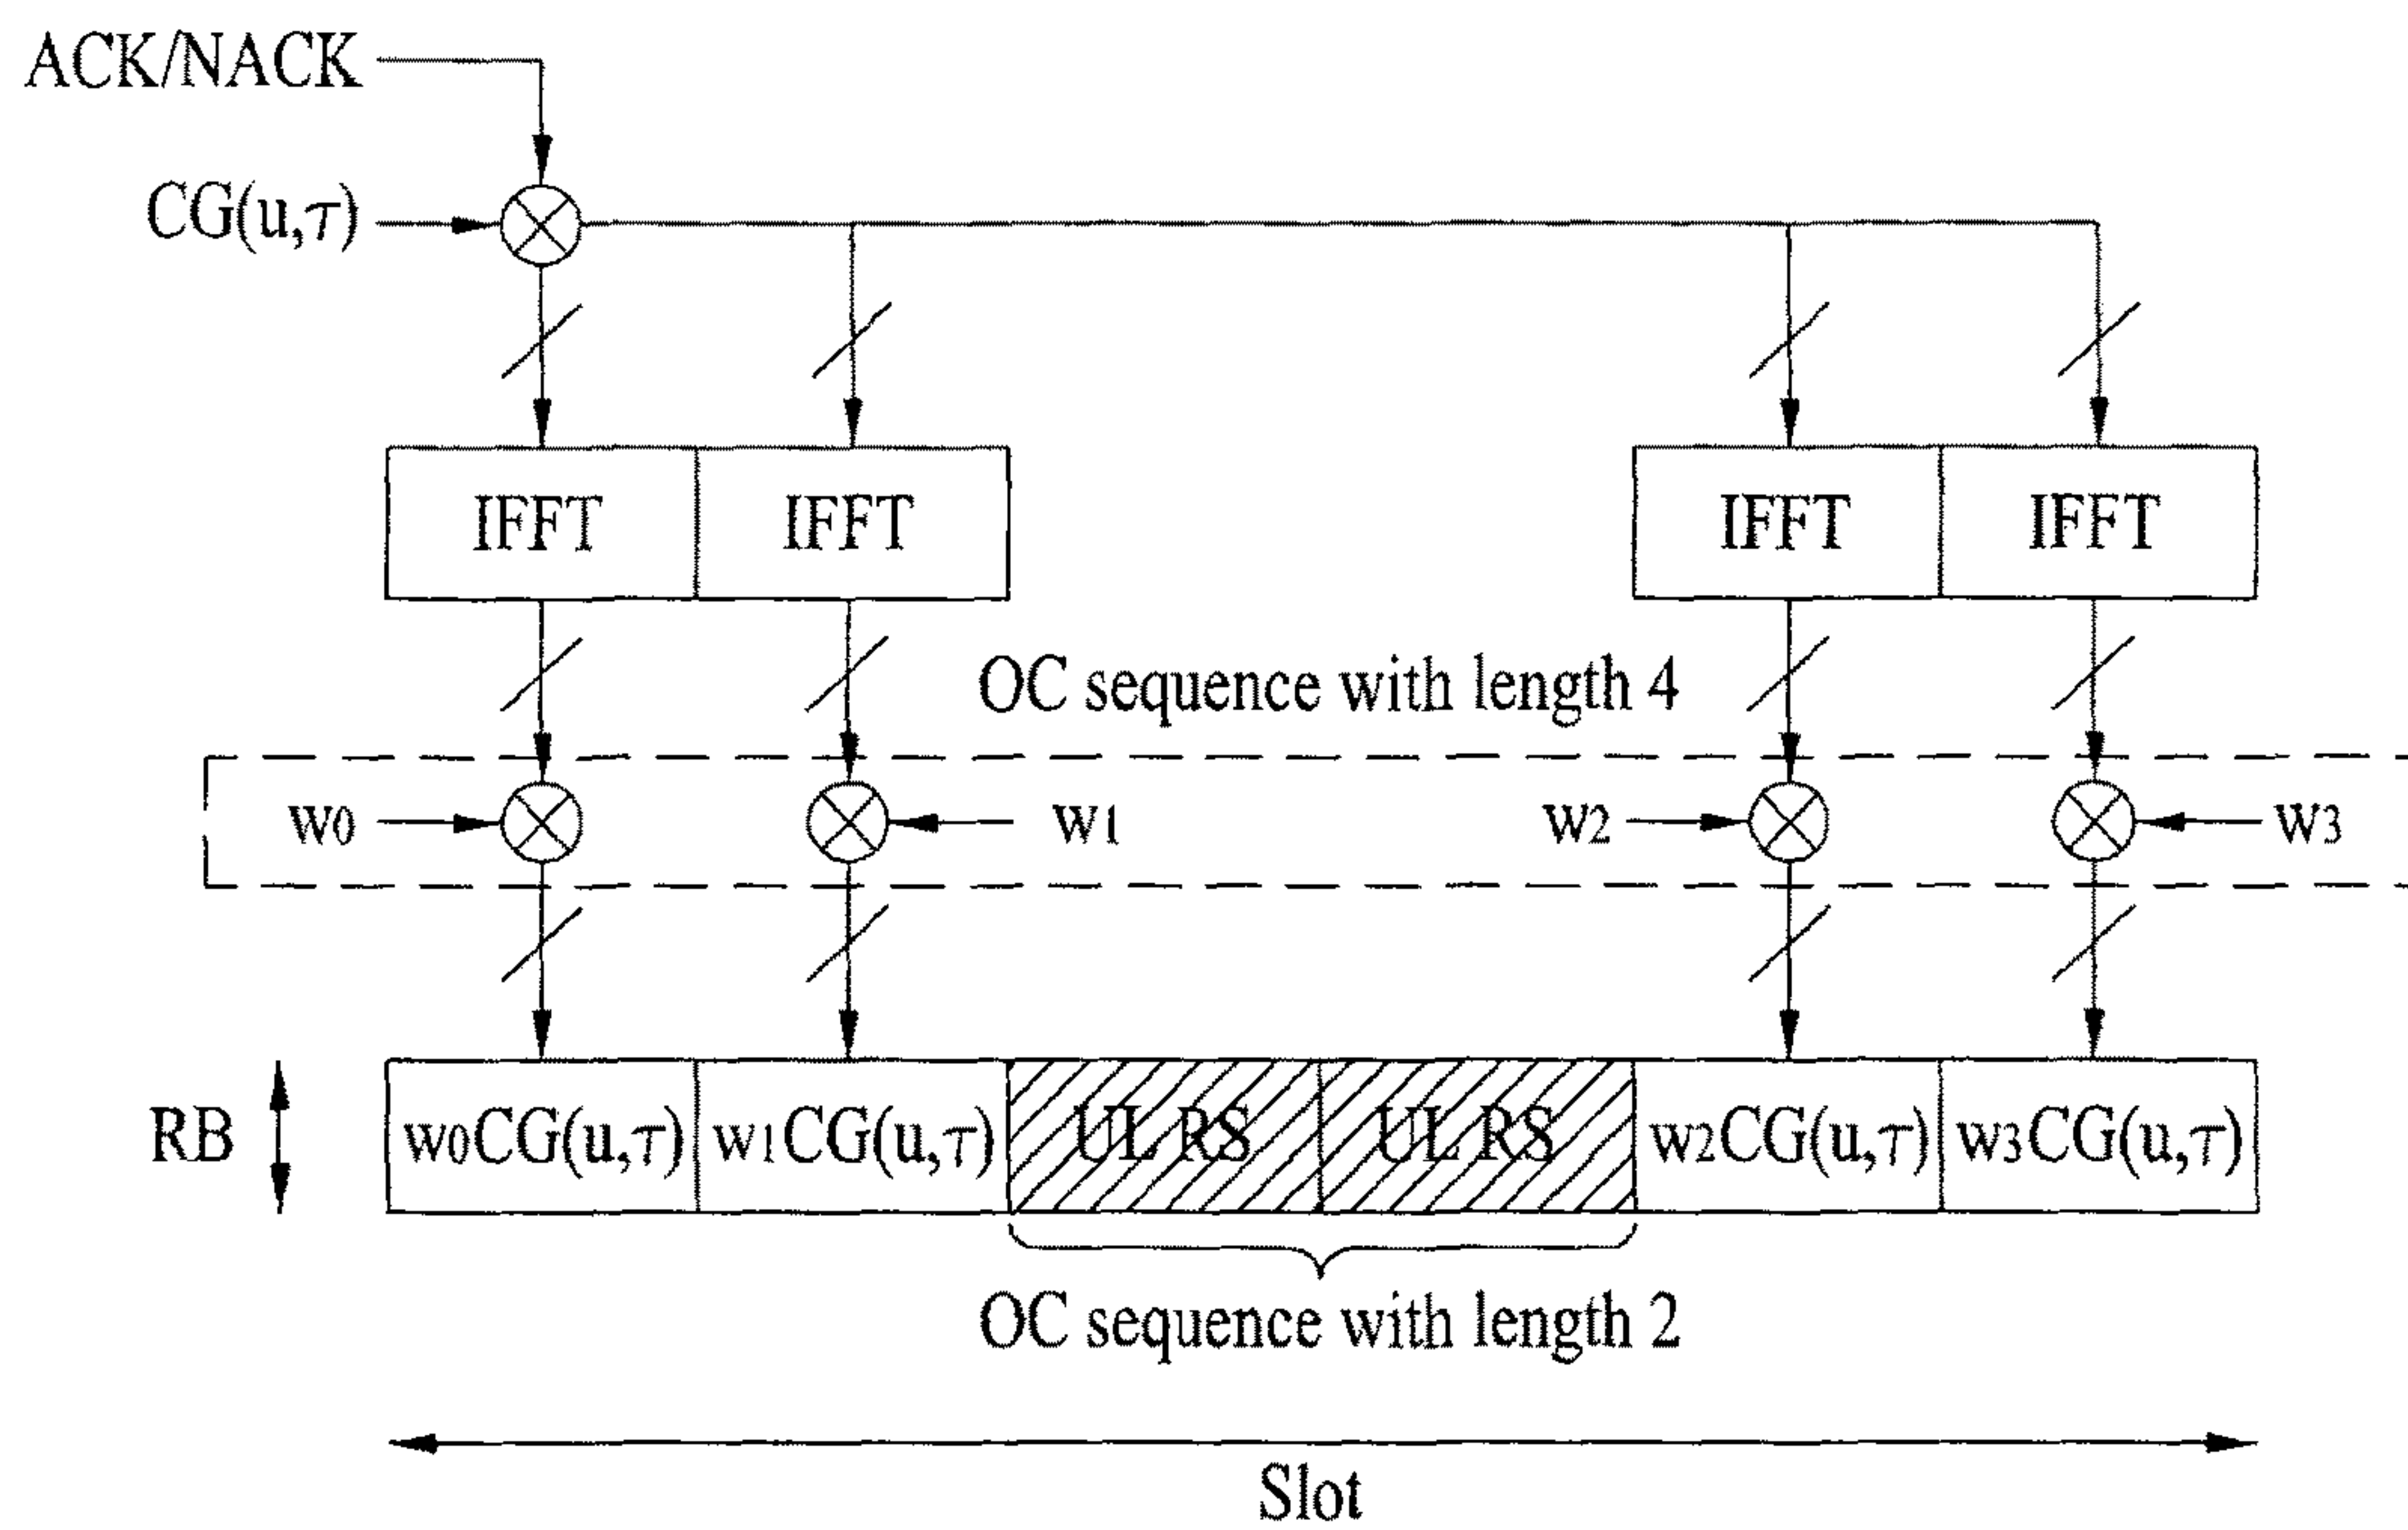 ACK/NACK
CG(u,τ)
IFFT IFFT IFFT IFFT
OC sequence with length 4
w0 w1 w2 w3
RB w0CG(u,τ) w1CG(u,τ) UL RS UL RS w2CG(u,τ) w3CG(u,τ)
OC sequence with length 2
Slot